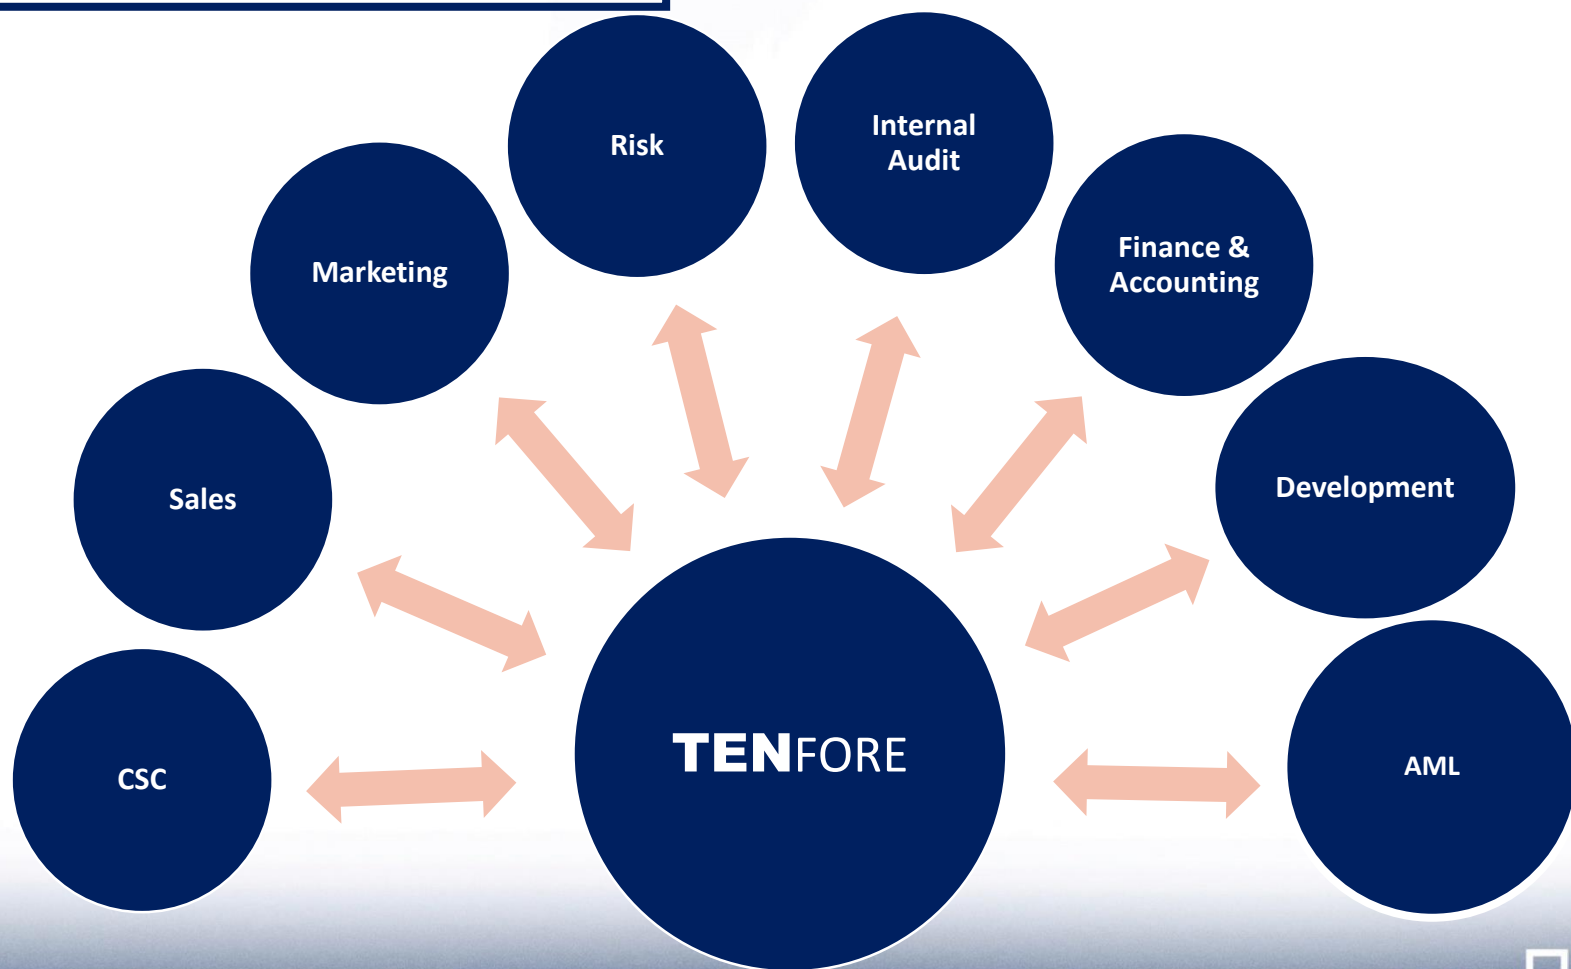 Risk
Internal
Audit
Marketing
Finance &
Accounting
Sales
Development
TENFORE
CSC
AML